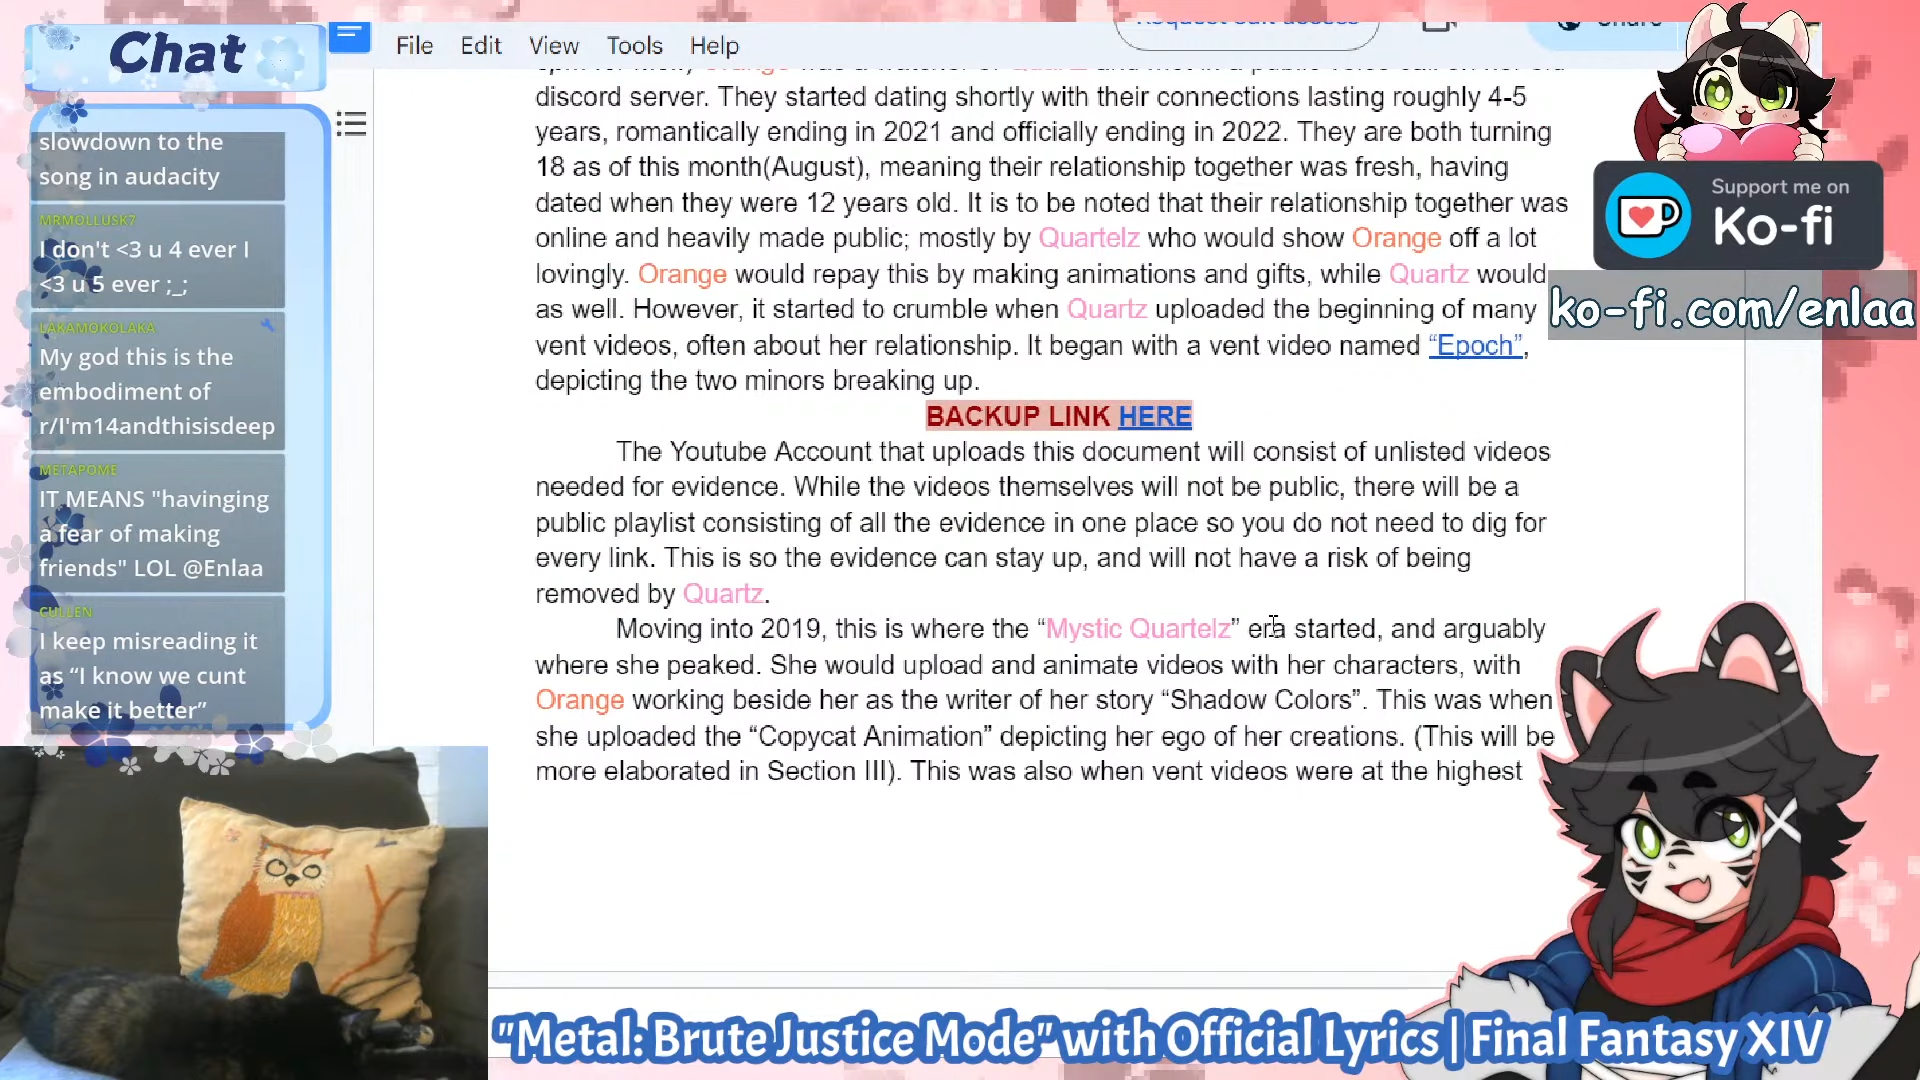 Chat
slowdown to the
song in audacity
MRMOLLUSK7
I don't <3 u 4 ever I
<3 u 5 ever ;_;
LAKAMOKOLAKA
My god this is the
embodiment of
r/I'm14andthisisdeep
METAPOME
IT MEANS "havinging
a fear of making
friends" LOL @Enlaa
CULLEN
I keep misreading it
as “I know we cunt
make it better”
File Edit View Tools Help
Request edit access
Share
discord server. They started dating shortly with their connections lasting roughly 4-5
years, romantically ending in 2021 and officially ending in 2022. They are both turning
18 as of this month(August), meaning their relationship together was fresh, having
dated when they were 12 years old. It is to be noted that their relationship together was
online and heavily made public; mostly by Quartelz who would show Orange off a lot
lovingly. Orange would repay this by making animations and gifts, while Quartz would
as well. However, it started to crumble when Quartz uploaded the beginning of many
vent videos, often about her relationship. It began with a vent video named “Epoch”,
depicting the two minors breaking up.
BACKUP LINK HERE
The Youtube Account that uploads this document will consist of unlisted videos
needed for evidence. While the videos themselves will not be public, there will be a
public playlist consisting of all the evidence in one place so you do not need to dig for
every link. This is so the evidence can stay up, and will not have a risk of being
removed by Quartz.
Moving into 2019, this is where the “Mystic Quartelz” era started, and arguably
where she peaked. She would upload and animate videos with her characters, with
Orange working beside her as the writer of her story “Shadow Colors”. This was when
she uploaded the “Copycat Animation” depicting her ego of her creations. (This will be
more elaborated in Section III). This was also when vent videos were at the highest
Support me on
Ko-fi
ko-fi.com/enlaa
"Metal: Brute Justice Mode" with Official Lyrics | Final Fantasy XIV